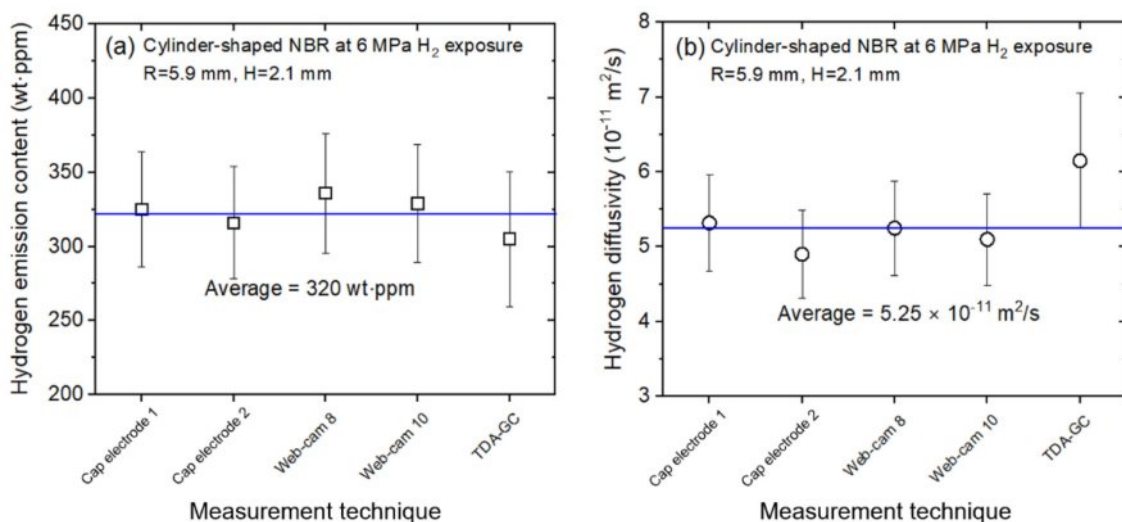 (a) Cylinder-shaped NBR at 6 MPa H₂ exposure
R=5.9 mm, H=2.1 mm
Average = 320 wt·ppm
Hydrogen emission content (wt·ppm)
450
400
350
300
250
200
Cap electrode 1
Cap electrode 2
Web-cam 8
Web-cam 10
TDA-GC
Measurement technique
(b) Cylinder-shaped NBR at 6 MPa H₂ exposure
R=5.9 mm, H=2.1 mm
Average = 5.25 × 10⁻¹¹ m²/s
Hydrogen diffusivity (10⁻¹¹ m²/s)
8
7
6
5
4
3
Cap electrode 1
Cap electrode 2
Web-cam 8
Web-cam 10
TDA-GC
Measurement technique